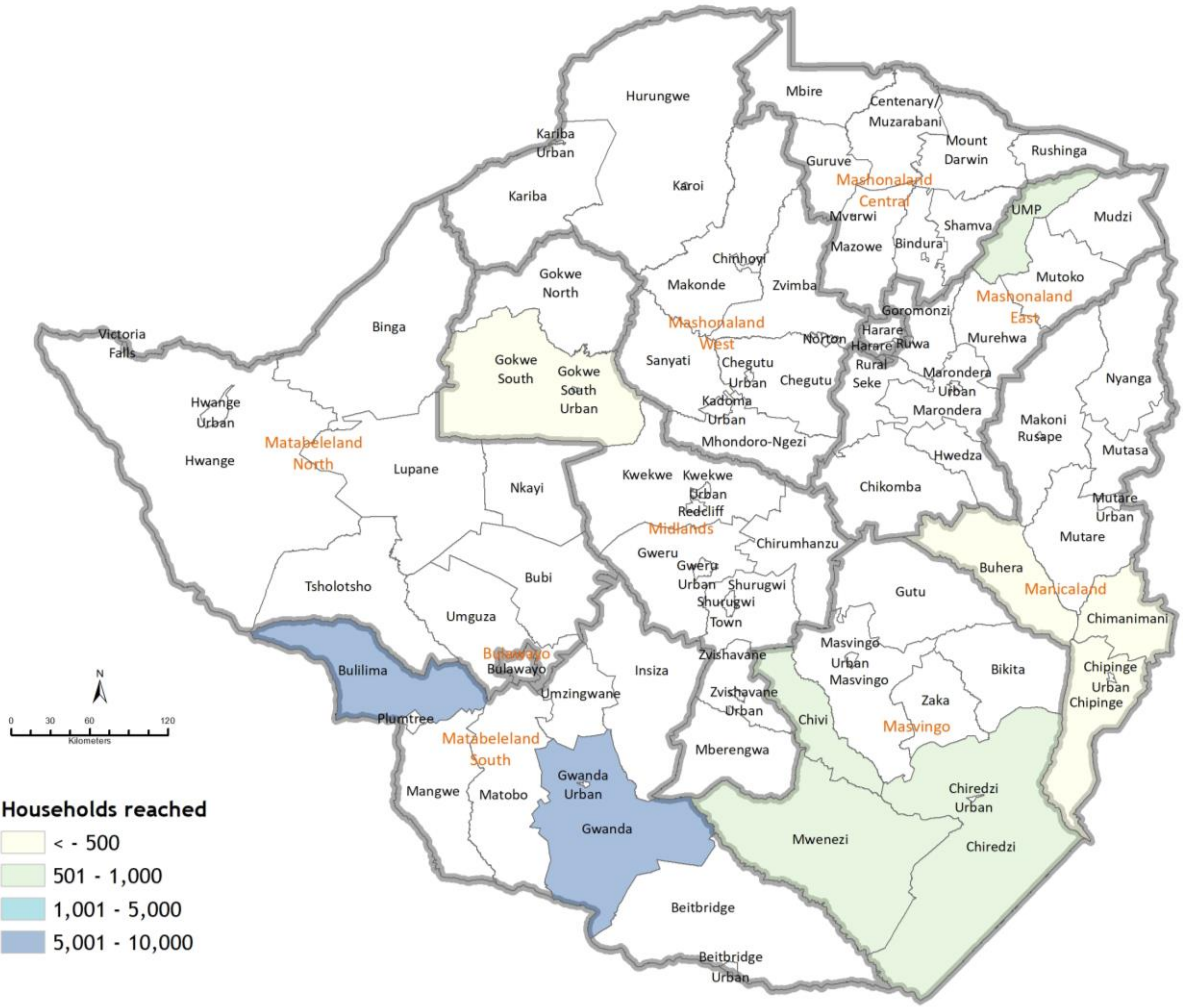 Hurungwe
Mbire
Centenary/
Muzarabani
Mount
Darwin
Rushinga
Kariba
Urban
Guruve
Mashonaland
Central
Karoi
Kariba
UMP
Mudzi
Mvurwi
Mazowe
Bindura
Shamva
Chinhoyi
Makonde
Zvimba
Mutoko
Gokwe
North
Mashonaland
East
Goromonzi
Binga
Victoria
Falls
Mashonaland
West
Norton
Harare
Harare
Ruwa
Murehwa
Rural
Seke
Sanyati
Chegutu
Urban
Chegutu
Gokwe
South
Gokwe
South
Urban
Marondera
Urban
Marondera
Nyanga
Hwange
Urban
Kadoma
Urban
Makoni
Rusape
Matabeleland
North
Mhondoro-Ngezi
Mutasa
Hwange
Lupane
Hwedza
Nkayi
Kwekwe
Kwekwe
Urban
Redcliff
Chikomba
Mutare
Urban
Midlands
Mutare
Chirumhanzu
Gweru
Gweru
Urban
Buhera
Tsholotsho
Bubi
Shurugwi
Shurugwi
Town
Gutu
Manicaland
Umguza
Chimanimani
Bulawayo
Bulawayo
Zvishavane
Masvingo
Urban
Masvingo
Bulilima
Insiza
Bikita
Chipinge
Urban
Chipinge
N
Umzingwane
Zvishavane
Urban
Zaka
Plumtree
Chivi
Masvingo
0 30 60 120
Kilometers
Matabeleland
South
Mberengwa
Gwanda
Urban
Mangwe
Matobo
Chiredzi
Urban
Households reached
Gwanda
Mwenezi
Chiredzi
< - 500
501 - 1,000
1,001 - 5,000
5,001 - 10,000
Beitbridge
Beitbridge
Urban